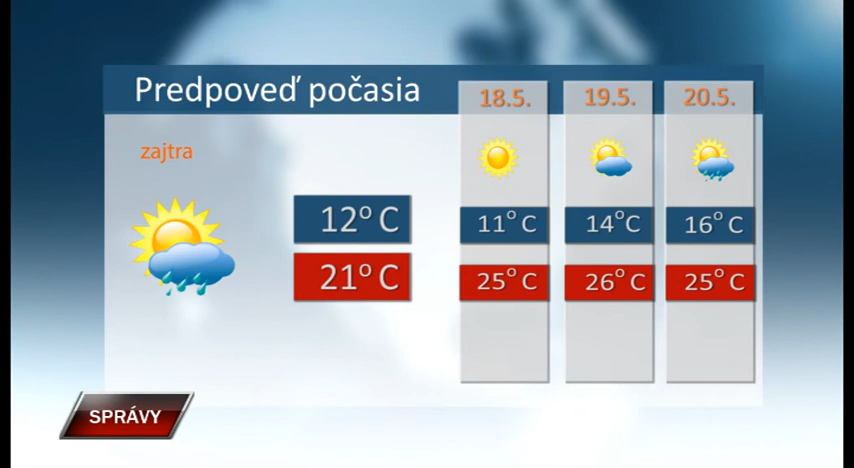 Predpoveď počasia
zajtra
12° C
21° C
18.5.
11° C
25° C
19.5.
14°C
26° C
20.5.
16° C
25° C
SPRÁVY